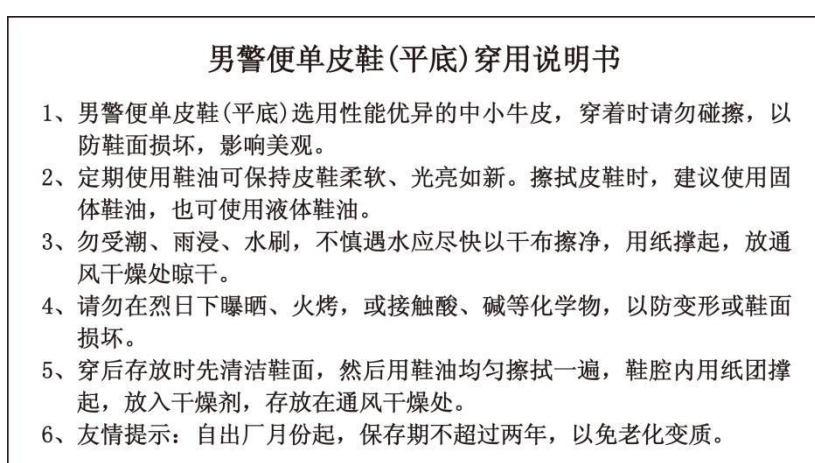 男警便单皮鞋(平底)穿用说明书
1、男警便单皮鞋(平底)选用性能优异的中小牛皮，穿着时请勿碰擦，以
防鞋面损坏，影响美观。
2、定期使用鞋油可保持皮鞋柔软、光亮如新。擦拭皮鞋时，建议使用固
体鞋油，也可使用液体鞋油。
3、勿受潮、雨浸、水刷，不慎遇水应尽快以干布擦净，用纸撑起，放通
风干燥处晾干。
4、请勿在烈日下曝晒、火烤，或接触酸、碱等化学物，以防变形或鞋面
损坏。
5、穿后存放时先清洁鞋面，然后用鞋油均匀擦拭一遍，鞋腔内用纸团撑
起，放入干燥剂，存放在通风干燥处。
6、友情提示：自出厂月份起，保存期不超过两年，以免老化变质。